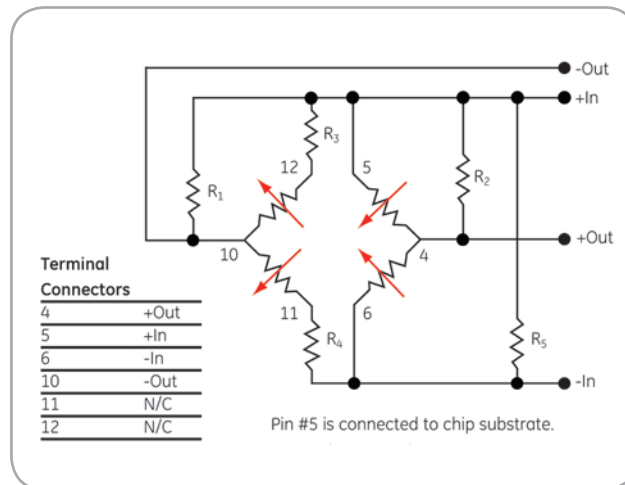 -Out
+In
R3
12
5
R1
R2
10
4
+Out
Terminal
Connectors
4 +Out
5 +In
6 -In
10 -Out
11 N/C
12 N/C
11
6
R4
R5
-In
Pin #5 is connected to chip substrate.